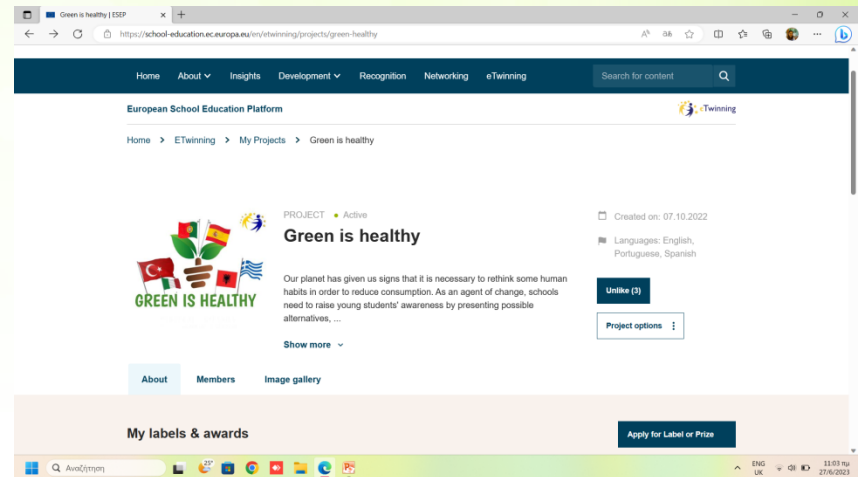 Green is healthy | ESEP
https://school-education.ec.europa.eu/en/etwinning/projects/green-healthy
Home About Insights Development Recognition Networking eTwinning Search for content
European School Education Platform eTwinning
Home > ETwinning > My Projects > Green is healthy
PROJECT • Active
Green is healthy
Our planet has given us signs that it is necessary to rethink some human
habits in order to reduce consumption. As an agent of change, schools
need to raise young students' awareness by presenting possible
alternatives, ...
Show more
GREEN IS HEALTHY
Created on: 07.10.2022
Languages: English,
Portuguese, Spanish
Unlike (3)
Project options
About Members Image gallery
My labels & awards Apply for Label or Prize
Αναζήτηση 25° ENG 11:03 πμ
UK 27/6/2023